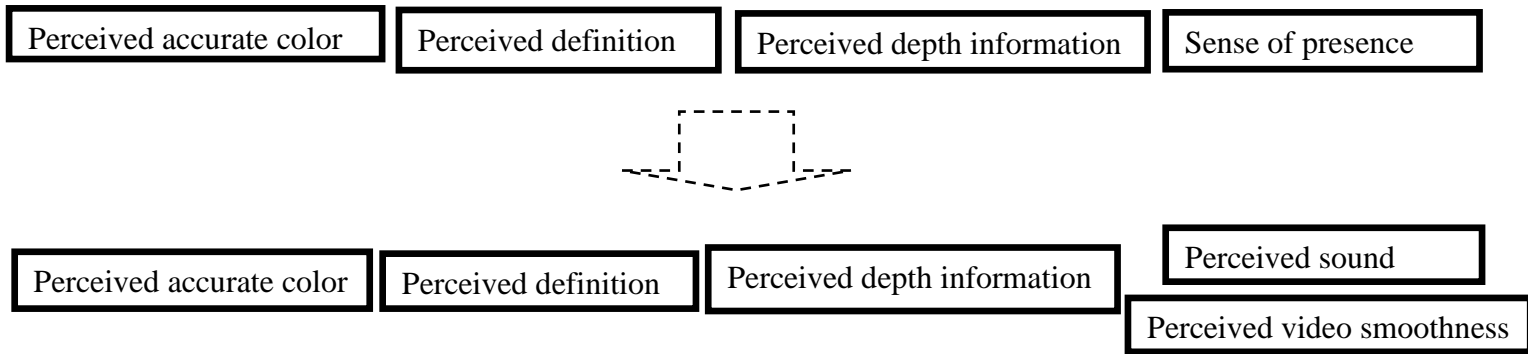 Perceived accurate color
Perceived definition
Perceived depth information
Sense of presence
Perceived accurate color
Perceived definition
Perceived depth information
Perceived sound
Perceived video smoothness